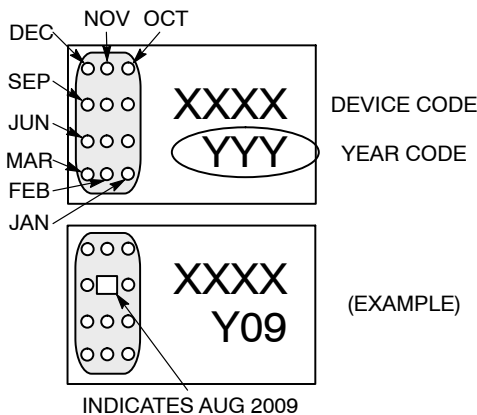 NOV OCT
DEC
SEP
JUN
MAR
FEB
JAN
XXXX DEVICE CODE
YYY YEAR CODE
XXXX
Y09
(EXAMPLE)
INDICATES AUG 2009